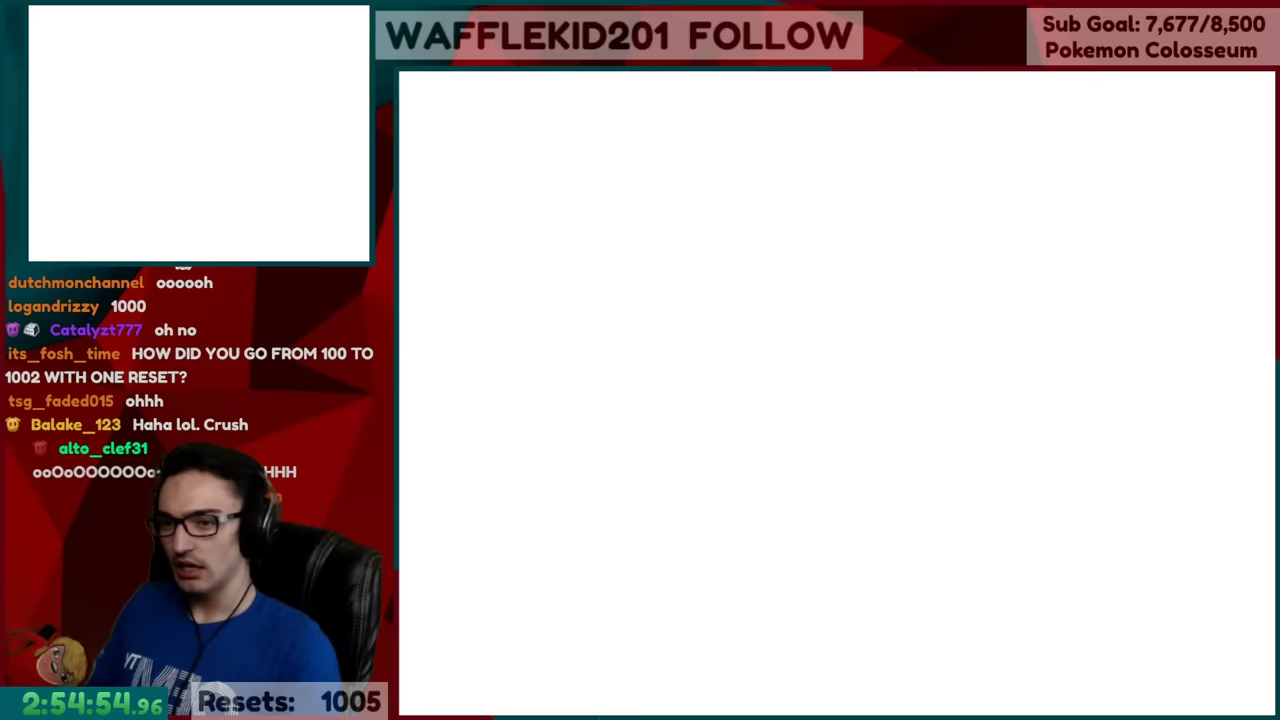 WAFFLEKID201 FOLLOW
Sub Goal: 7,677/8,500
Pokemon Colosseum
dutchmonchannel oooooh
logandrizzy 1000
Catalyzt777 oh no
its_fosh_time HOW DID YOU GO FROM 100 TO
1002 WITH ONE RESET?
tsg_faded015 ohhh
Balake_123 Haha lol. Crush
alto_clef31
2:54:54.96
Resets: 1005